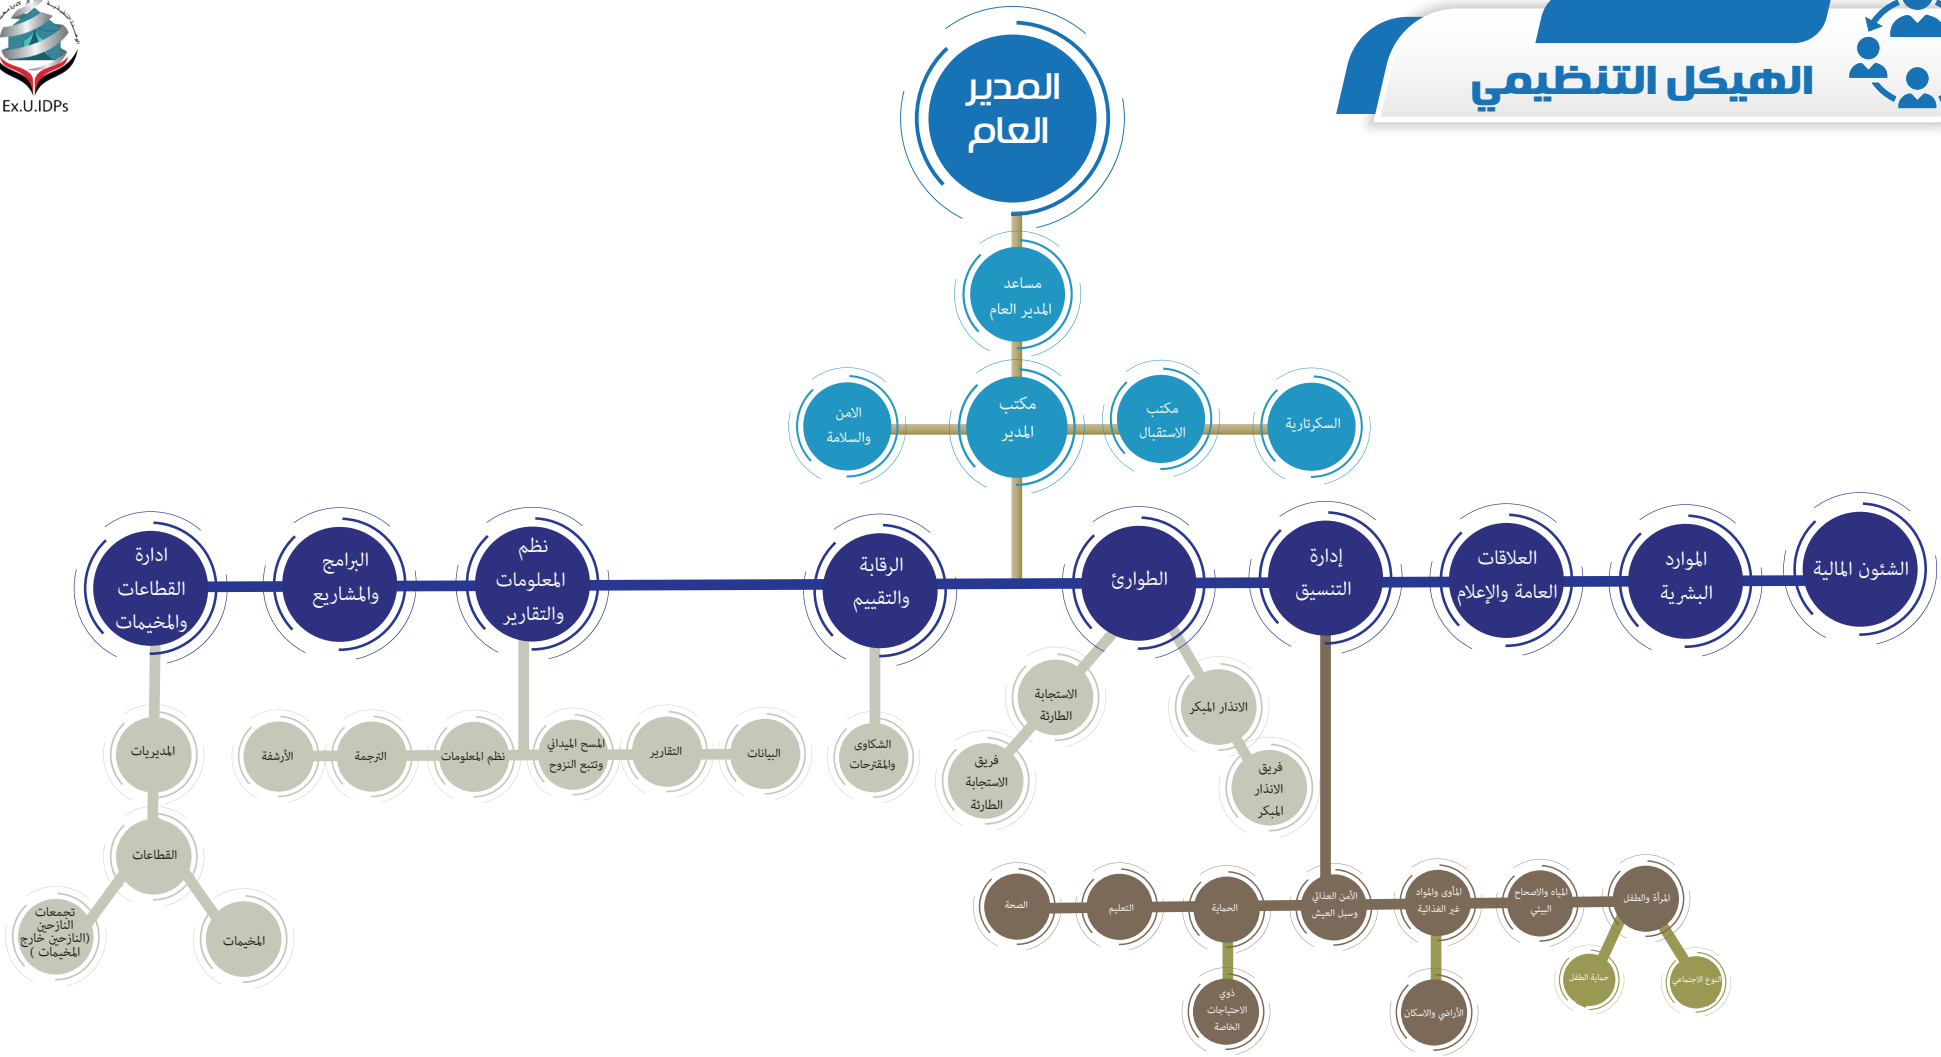 Ex.U.IDPs
الهيكل التنظيمي
المدير
العام
مساعد
المدير العام
السكرتارية
مكتب
الاستقبال
مكتب
المدير
الامن
والسلامة
الشئون المالية
الموارد
البشرية
العلاقات
العامة والإعلام
إدارة
التنسيق
الطوارئ
الرقابة
والتقييم
نظم
المعلومات
والتقارير
البرامج
والمشاريع
ادارة
القطاعات
والمخيمات
الانذار المبكر
فريق
الانذار
المبكر
الاستجابة
الطارئة
فريق
الاستجابة
الطارئة
الشكاوى
والمقترحات
البيانات
التقارير
المسح الميداني
وتتبع النزوح
نظم المعلومات
الترجمة
الأرشفة
المديريات
القطاعات
المخيمات
تجمعات
النازحين
(النازحين خارج
المخيمات )
المرأة والطفل
المياه والاصحاح
البيئي
المأوى والمواد
غير الغذائية
الأمن الغذائي
وسبل العيش
الحماية
التعليم
الصحة
النوع الاجتماعي
حماية الطفل
الأراضي والاسكان
ذوي
الاحتياجات
الخاصة